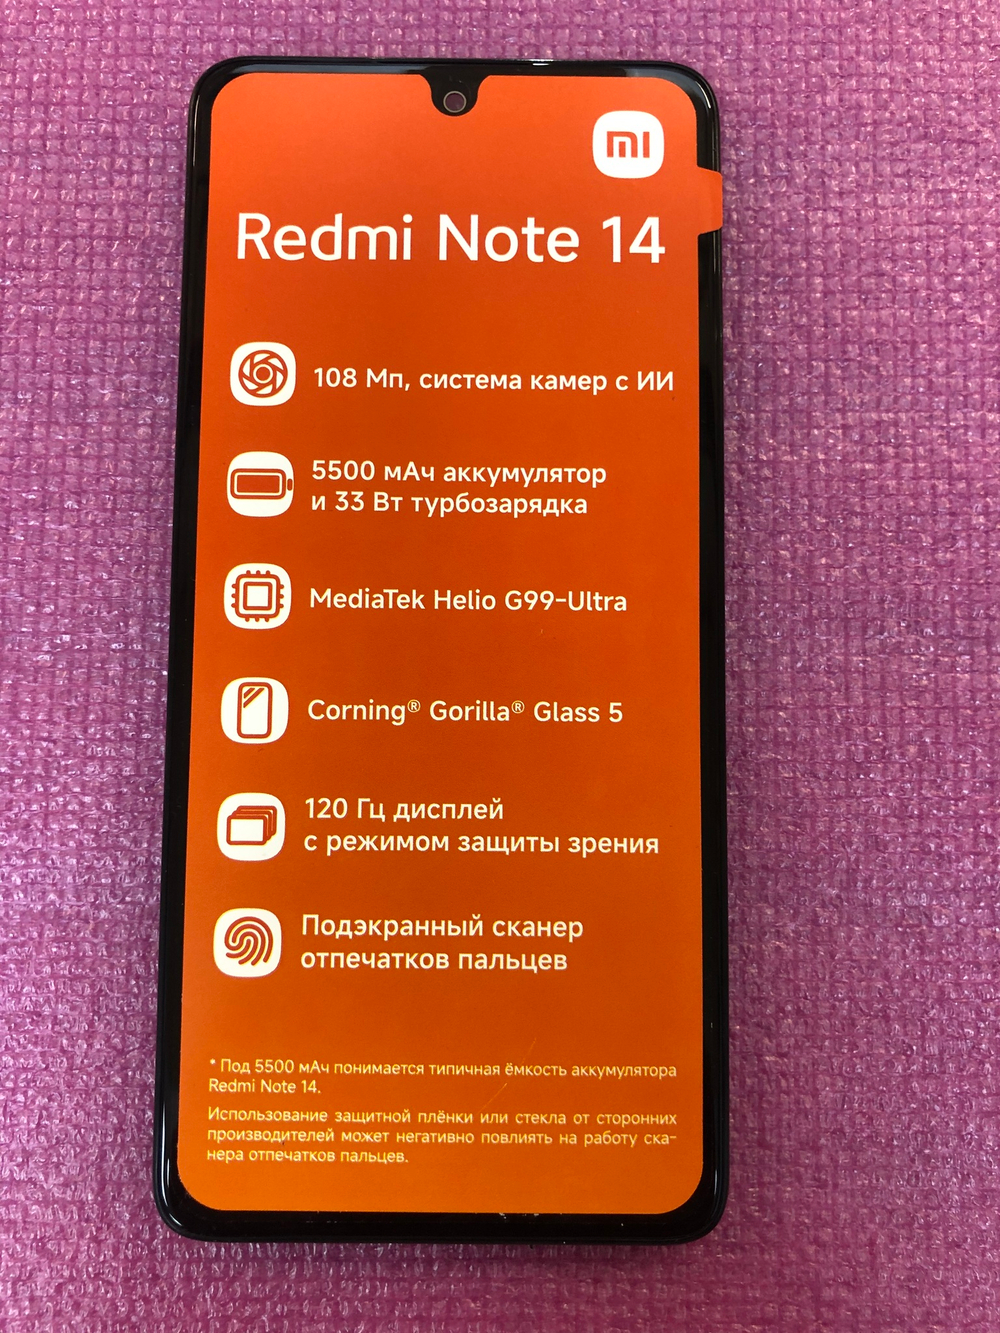 mi
Redmi Note 14
108 Мп, система камер с ИИ
5500 мАч аккумулятор
и 33 Вт турбозарядка
MediaTek Helio G99-Ultra
Corning® Gorilla® Glass 5
120 Гц дисплей
с режимом защиты зрения
Подэкранный сканер
отпечатков пальцев
* Под 5500 мАч понимается типичная ёмкость аккумулятора
Redmi Note 14.
Использование защитной плёнки или стекла от сторонних
производителей может негативно повлиять на работу ска-
нера отпечатков пальцев.